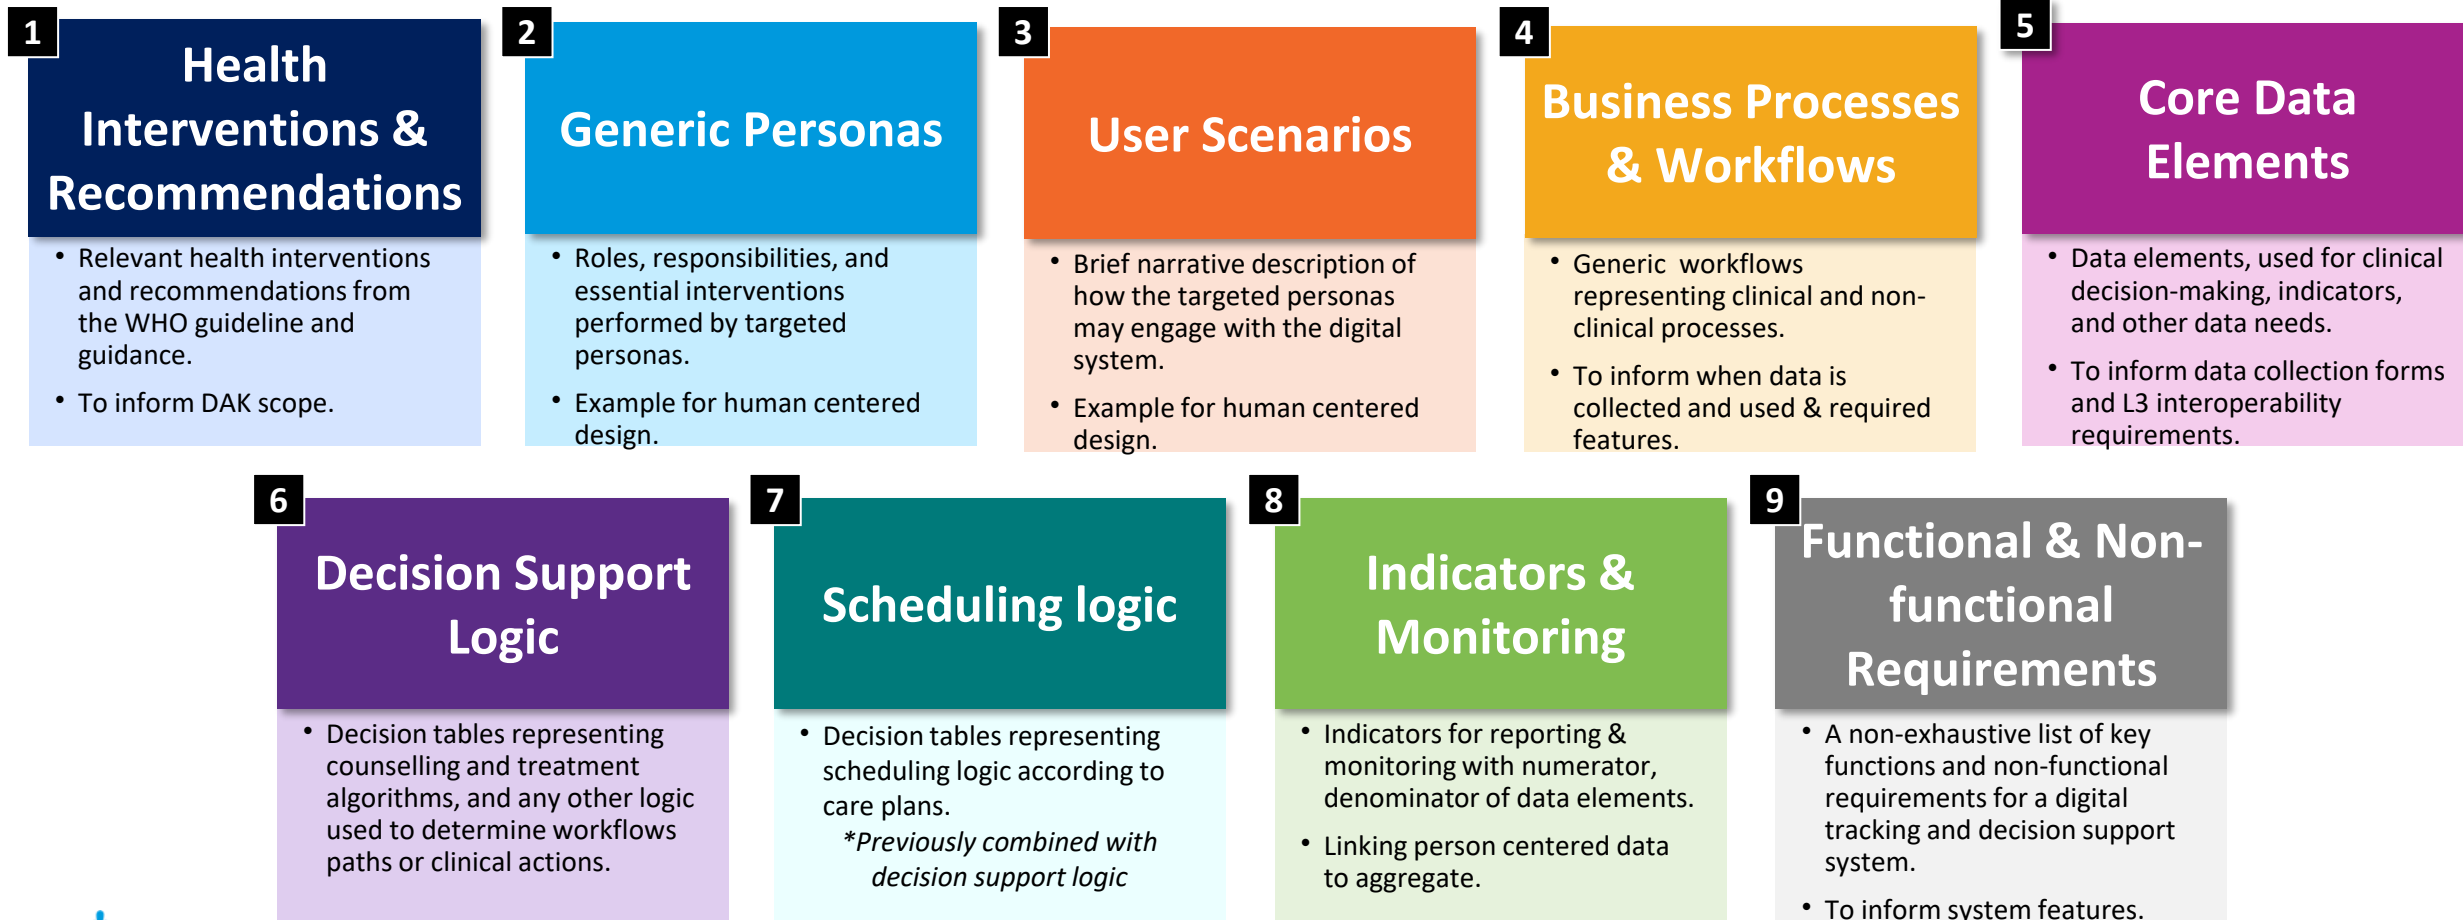 1
Health
Interventions &
Recommendations
• Relevant health interventions
and recommendations from
the WHO guideline and
guidance.
• To inform DAK scope.
2
Generic Personas
• Roles, responsibilities, and
essential interventions
performed by targeted
personas.
• Example for human centered
design.
3
User Scenarios
• Brief narrative description of
how the targeted personas
may engage with the digital
system.
• Example for human centered
design.
4
Business Processes
& Workflows
• Generic workflows
representing clinical and non-
clinical processes.
• To inform when data is
collected and used & required
features.
5
Core Data
Elements
• Data elements, used for clinical
decision-making, indicators,
and other data needs.
• To inform data collection forms
and L3 interoperability
requirements.
6
Decision Support
Logic
• Decision tables representing
counselling and treatment
algorithms, and any other logic
used to determine workflows
paths or clinical actions.
7
Scheduling logic
• Decision tables representing
scheduling logic according to
care plans.
*Previously combined with
decision support logic
8
Indicators &
Monitoring
• Indicators for reporting &
monitoring with numerator,
denominator of data elements.
• Linking person centered data
to aggregate.
9
Functional & Non-
functional
Requirements
• A non-exhaustive list of key
functions and non-functional
requirements for a digital
tracking and decision support
system.
• To inform system features.